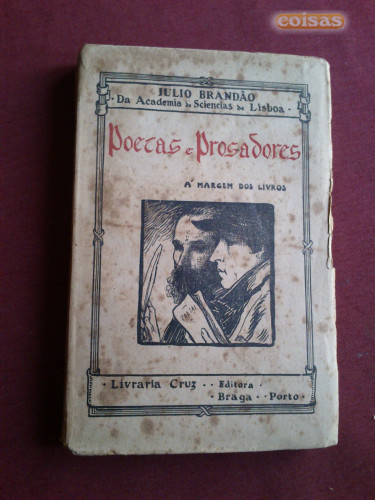 coisas
JULIO BRANDÃO
· Da Academia das Sciencias de Lisboa ·
Poetas e Prosadores
A' MARGEM DOS LIVROS
· Livraria Cruz · · Editora ·
Braga · · Porto ·